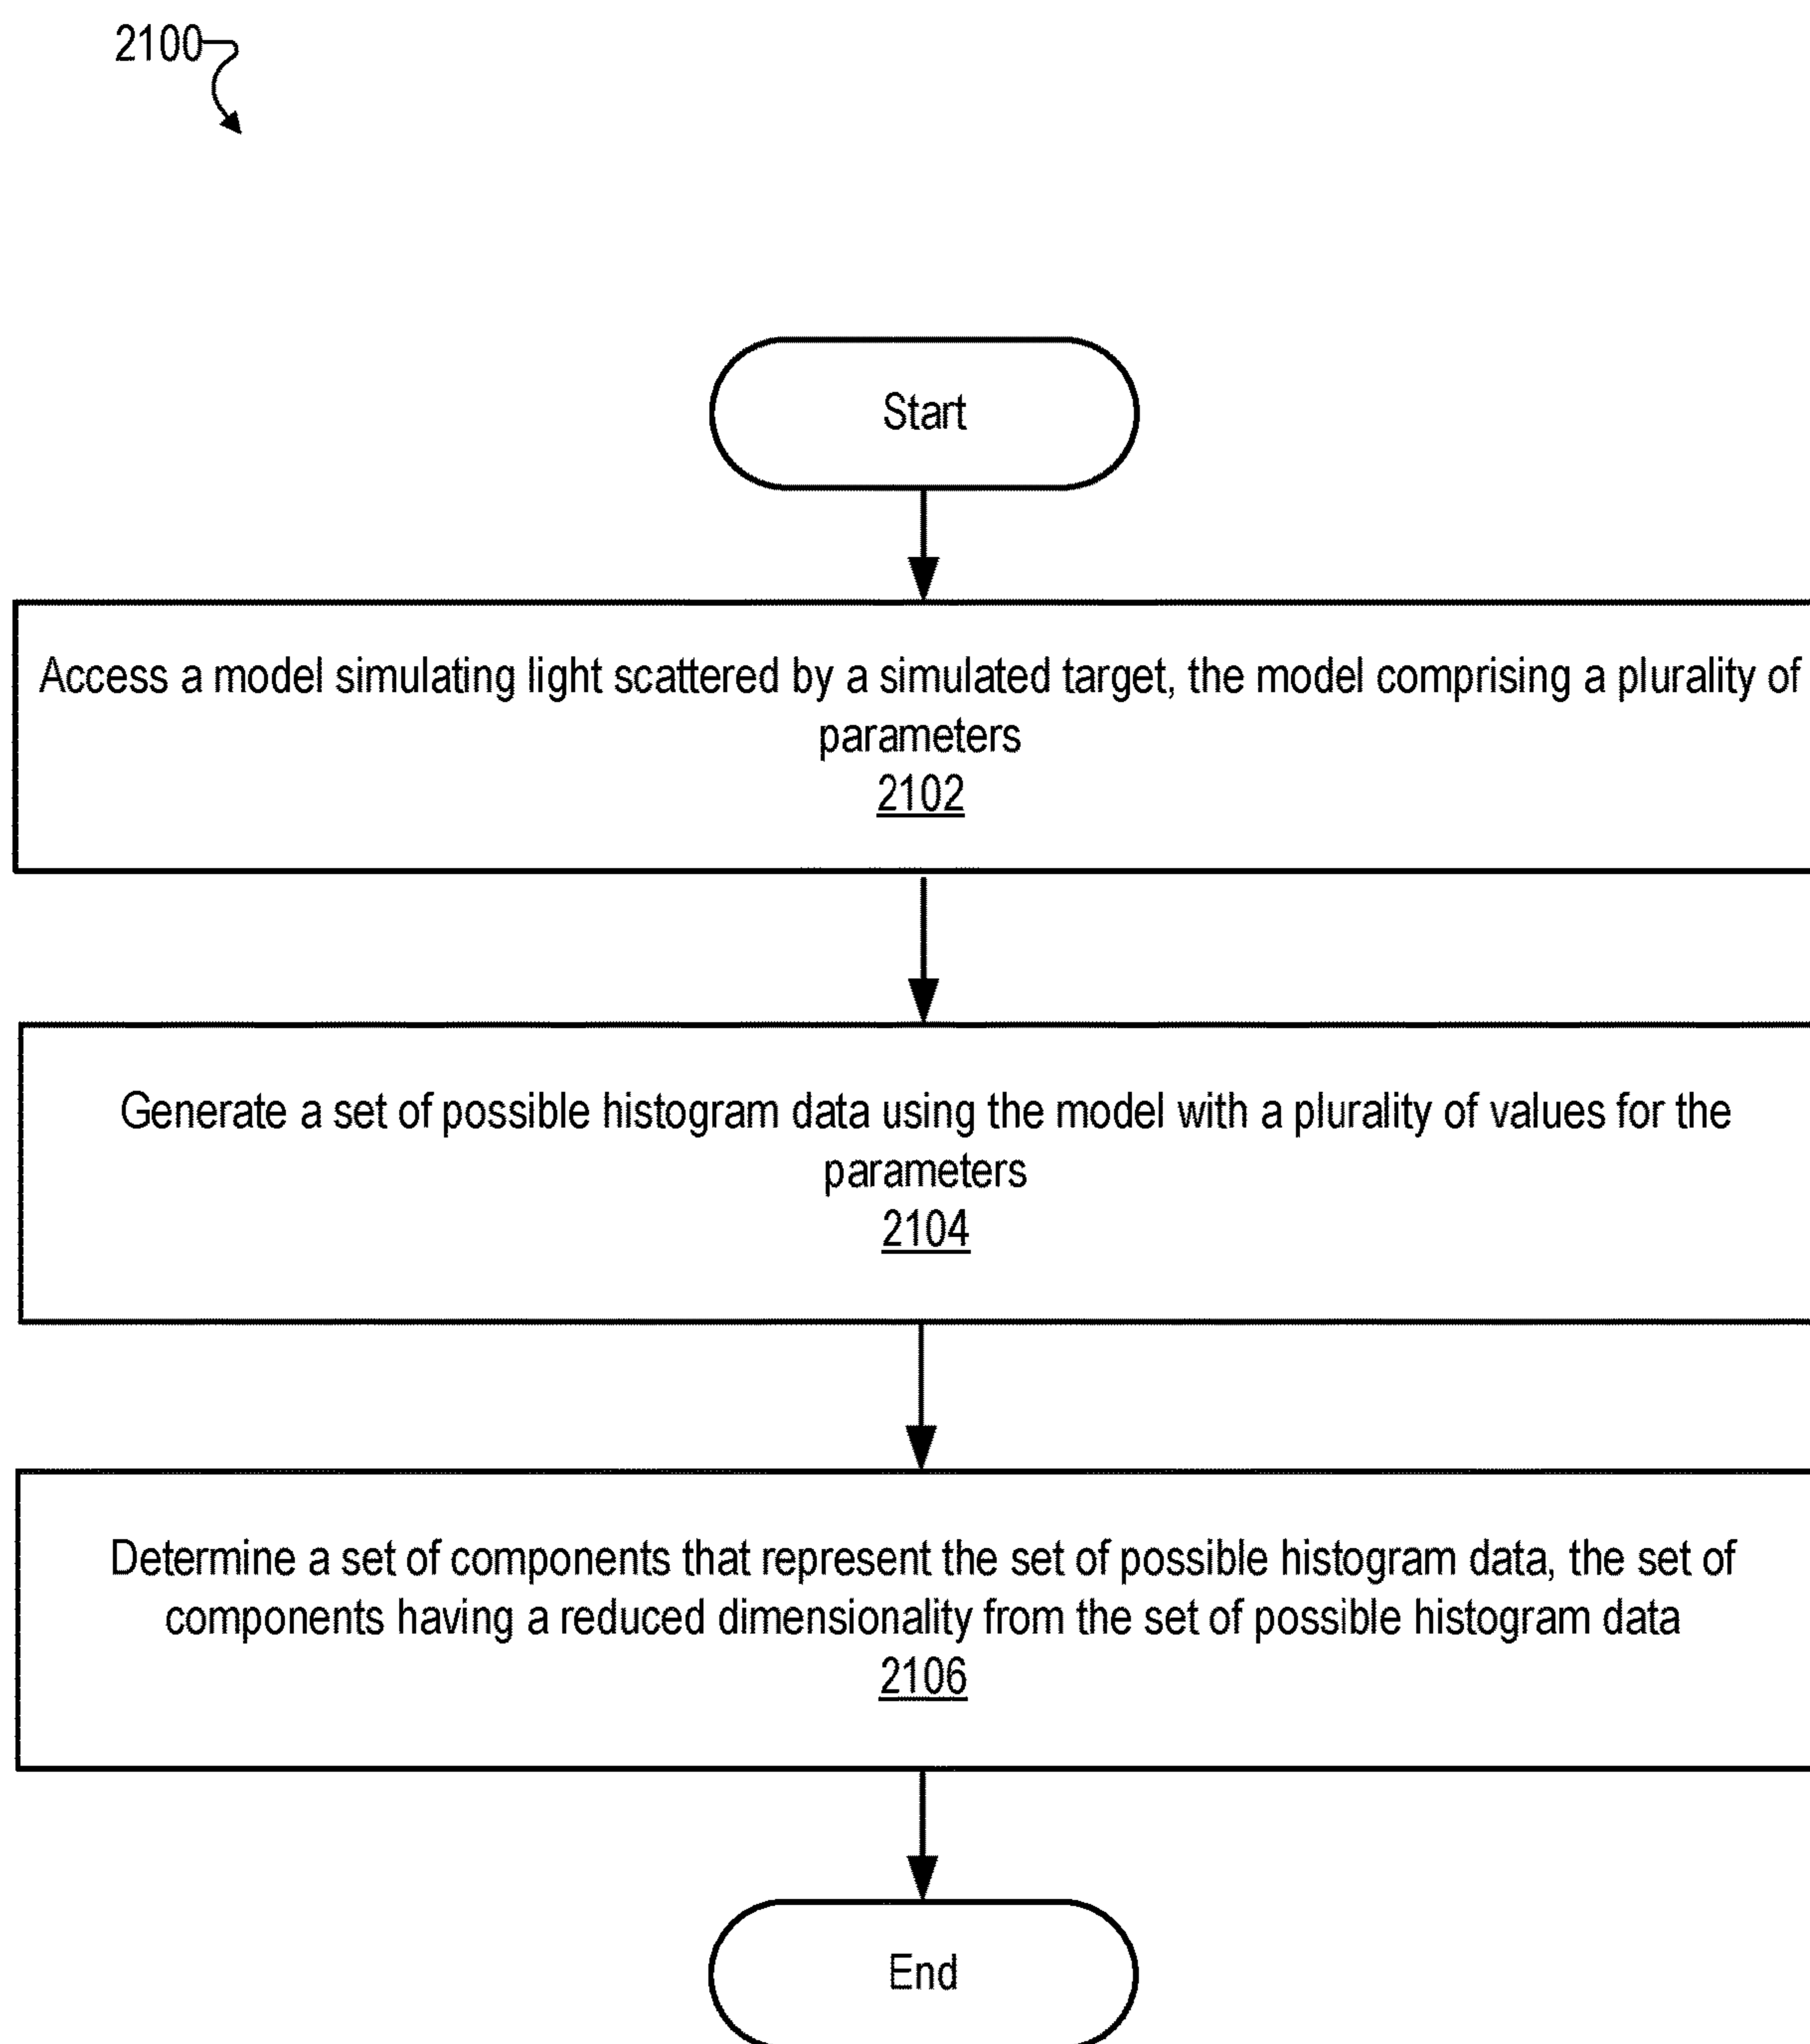 2100
Start
Access a model simulating light scattered by a simulated target, the model comprising a plurality of
parameters
2102
Generate a set of possible histogram data using the model with a plurality of values for the
parameters
2104
Determine a set of components that represent the set of possible histogram data, the set of
components having a reduced dimensionality from the set of possible histogram data
2106
End